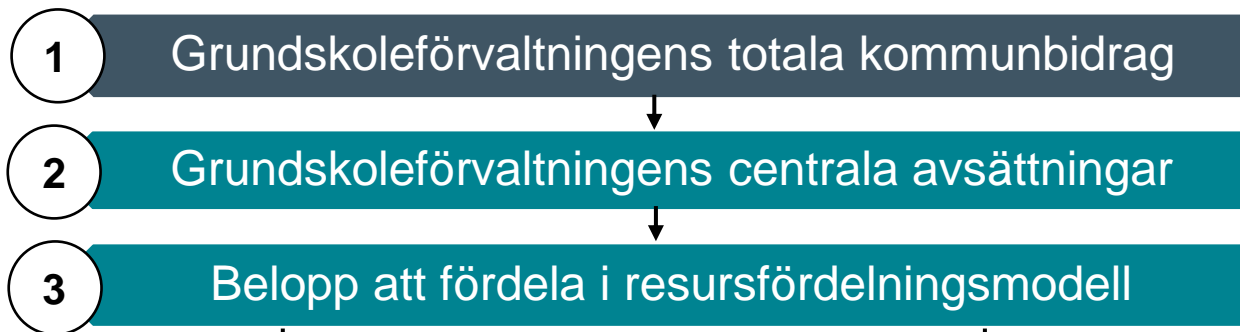 1 Grundskoleförvaltningens totala kommunbidrag
2 Grundskoleförvaltningens centrala avsättningar
3 Belopp att fördela i resursfördelningsmodell